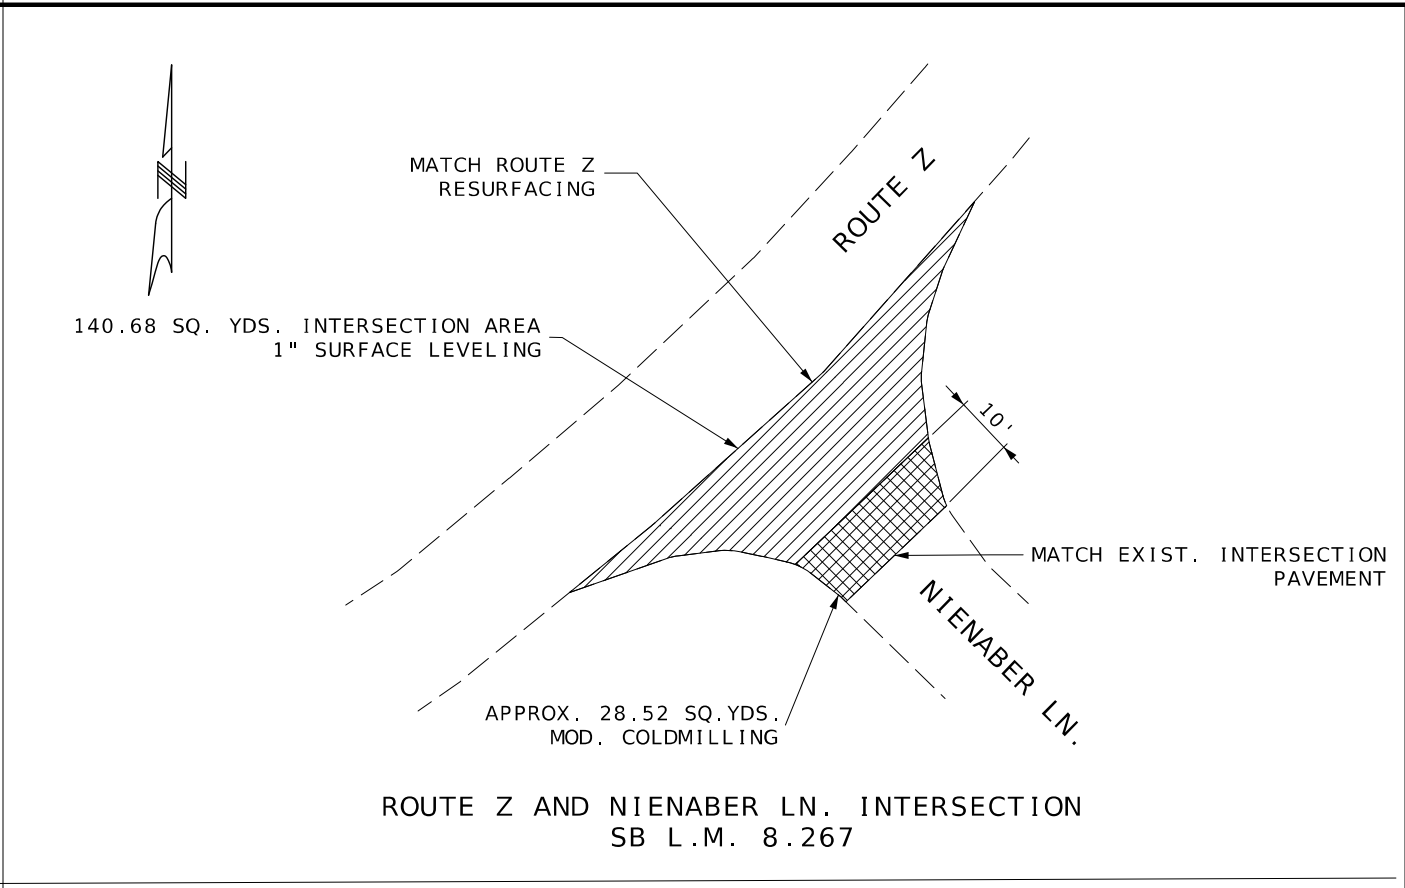 MATCH ROUTE Z
RESURFACING
ROUTE Z
N
140.68 SQ. YDS. INTERSECTION AREA
1" SURFACE LEVELING
10'
MATCH EXIST. INTERSECTION
PAVEMENT
NIENABER LN.
APPROX. 28.52 SQ.YDS.
MOD. COLDMILLING
ROUTE Z AND NIENABER LN. INTERSECTION
SB L.M. 8.267